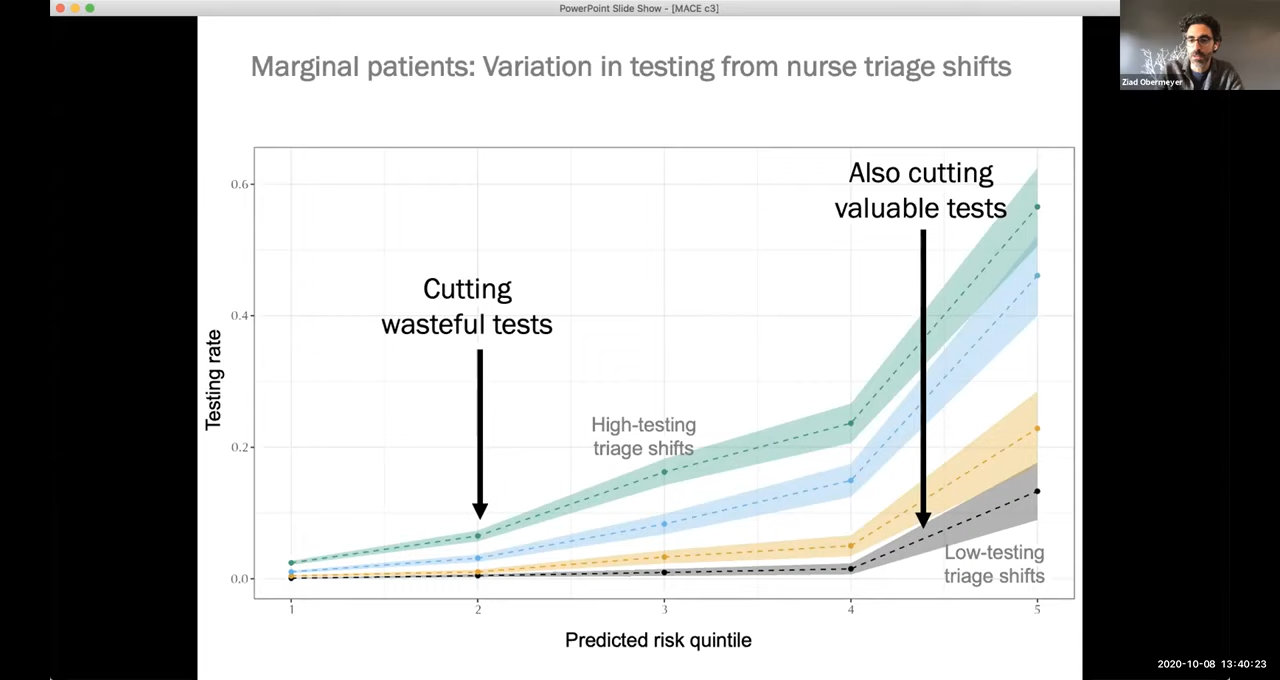 PowerPoint Slide Show - [MACE c3]
Ziad Obermeyer
Marginal patients: Variation in testing from nurse triage shifts
Also cutting
valuable tests
Cutting
wasteful tests
High-testing
triage shifts
Low-testing
triage shifts
Testing rate
0.6
0.4
0.2
0.0
1 2 3 4 5
Predicted risk quintile
2020-10-08 13:40:23